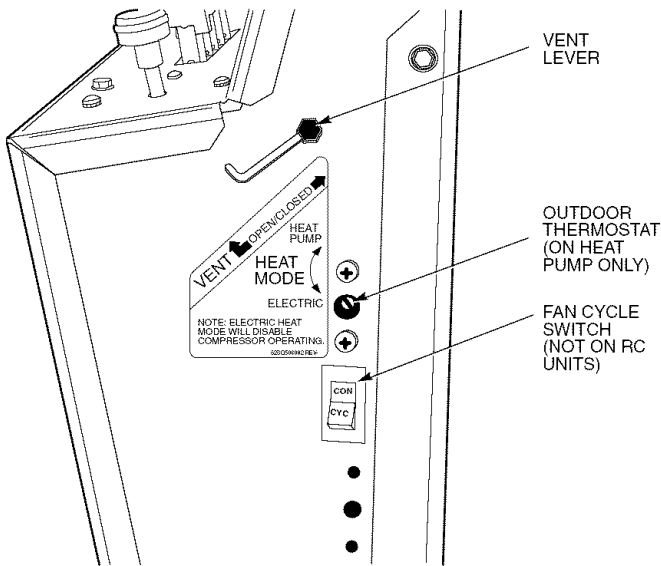 VENT
LEVER
OPEN/CLOSED
VENT
HEAT
PUMP
HEAT
MODE
ELECTRIC
NOTE: ELECTRIC HEAT
MODE WILL DISABLE
COMPRESSOR OPERATING.
OUTDOOR
THERMOSTAT
(ON HEAT
PUMP ONLY)
FAN CYCLE
SWITCH
(NOT ON RC
UNITS)
CON
CYC